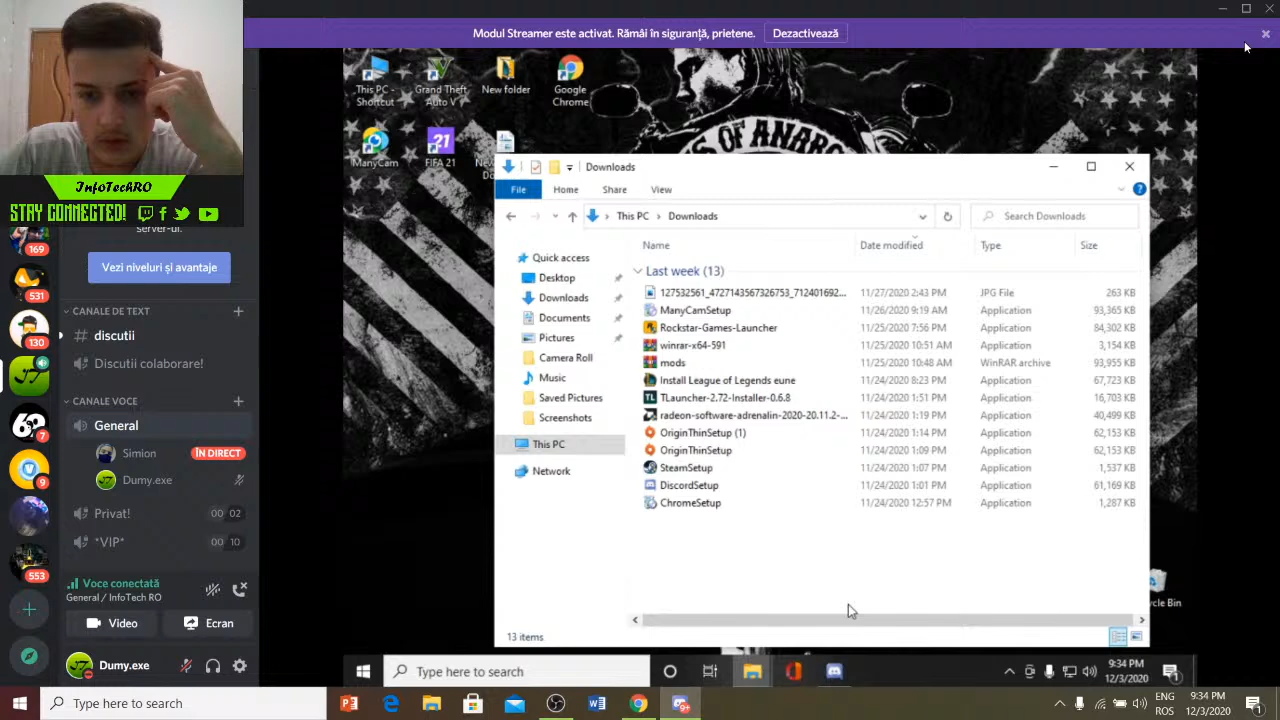 Modul Streamer este activat. Rămâi în siguranță, prietene. Dezactivează
InfoTechRO
STAY CONNECTED!
server-ul.
Vezi niveluri și avantaje
CANALE DE TEXT
discutii
Discutii colaborare!
CANALE VOCE
General
Simion ÎN DIRECT
Dumy.exe
Privat! 00 02
*VIP* 00 10
Voce conectată
General / InfoTech RO
Video Ecran
Dumy.exe
169
531
130
7
9
553
This PC - Shortcut
Grand Theft Auto V
New folder
Google Chrome
ManyCam
21
FIFA 21
OF ANAR
Downloads
File Home Share View
This PC > Downloads
Search Downloads
Quick access
Desktop
Downloads
Documents
Pictures
Camera Roll
Music
Saved Pictures
Screenshots
This PC
Network
Name Date modified Type Size
Last week (13)
127532561_4727143567326753_712401692... 11/27/2020 2:43 PM JPG File 263 KB
ManyCamSetup 11/26/2020 9:19 AM Application 93,365 KB
Rockstar-Games-Launcher 11/25/2020 7:56 PM Application 84,302 KB
winrar-x64-591 11/25/2020 10:51 AM Application 3,154 KB
mods 11/25/2020 10:48 AM WinRAR archive 93,955 KB
Install League of Legends eune 11/24/2020 8:23 PM Application 67,723 KB
TLauncher-2.72-Installer-0.6.8 11/24/2020 1:51 PM Application 16,703 KB
radeon-software-adrenalin-2020-20.11.2-... 11/24/2020 1:19 PM Application 40,499 KB
OriginThinSetup (1) 11/24/2020 1:14 PM Application 62,153 KB
OriginThinSetup 11/24/2020 1:09 PM Application 62,153 KB
SteamSetup 11/24/2020 1:07 PM Application 1,537 KB
DiscordSetup 11/24/2020 1:01 PM Application 61,169 KB
ChromeSetup 11/24/2020 12:57 PM Application 1,287 KB
13 items
cle Bin
Type here to search
9:34 PM
12/3/2020
Type here to search
9+
ENG
ROS
9:34 PM
12/3/2020